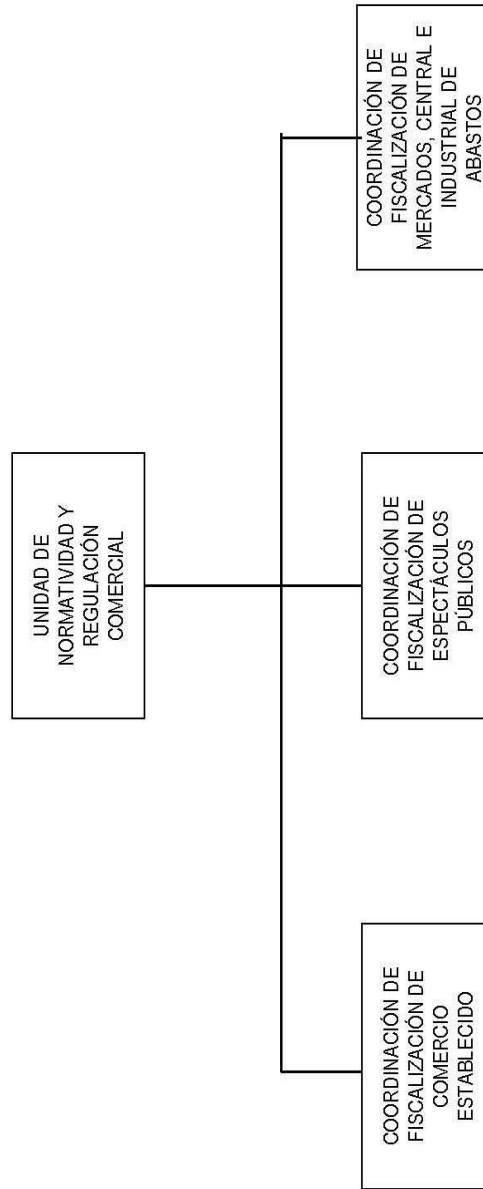 UNIDAD DE
NORMATIVIDAD Y
REGULACIÓN
COMERCIAL
COORDINACIÓN DE
FISCALIZACIÓN DE
COMERCIO
ESTABLECIDO
COORDINACIÓN DE
FISCALIZACIÓN DE
ESPECTÁCULOS
PÚBLICOS
COORDINACIÓN DE
FISCALIZACIÓN DE
MERCADOS, CENTRAL E
INDUSTRIAL DE
ABASTOS